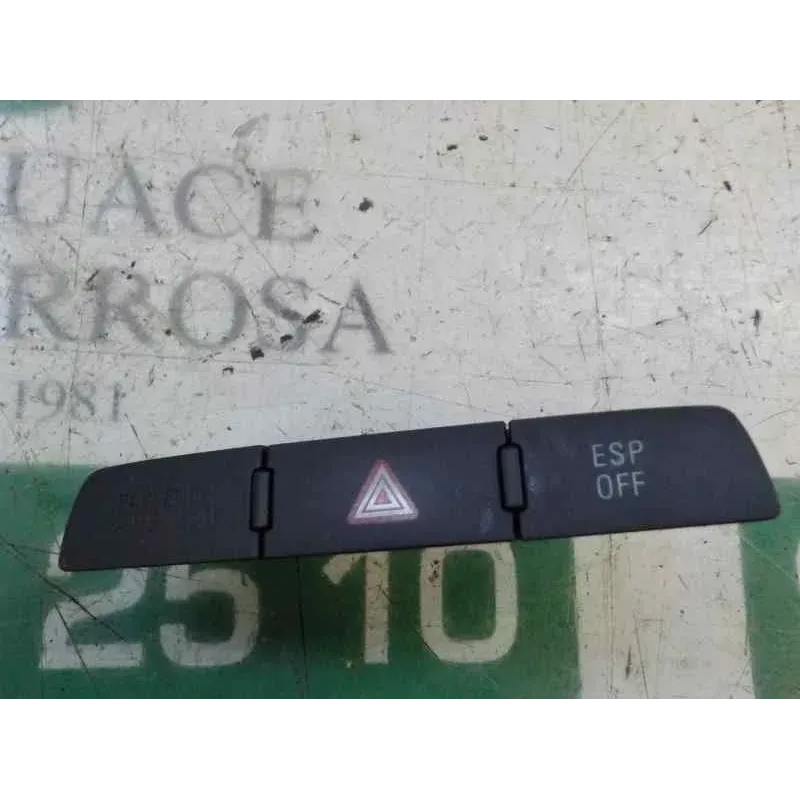 UACE
RROSA
1981
ESP
OFF
2510